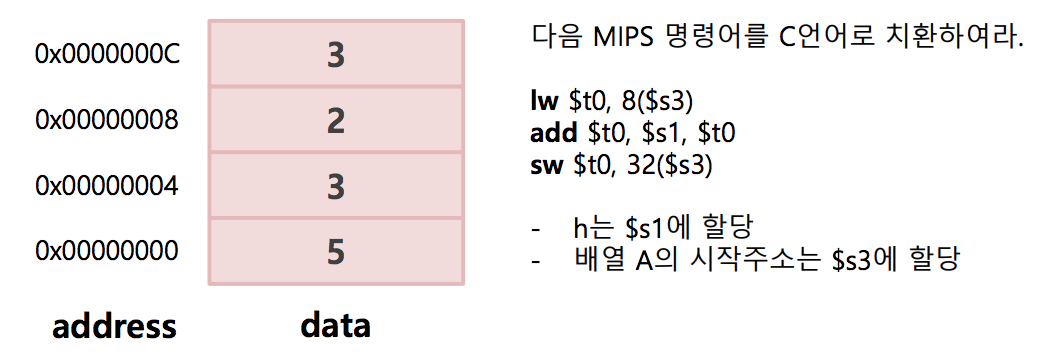 0x0000000C 3
0x00000008 2
0x00000004 3
0x00000000 5
address data
다음 MIPS 명령어를 C언어로 치환하여라.
lw $t0, 8($s3)
add $t0, $s1, $t0
sw $t0, 32($s3)
- h는 $s1에 할당
- 배열 A의 시작주소는 $s3에 할당